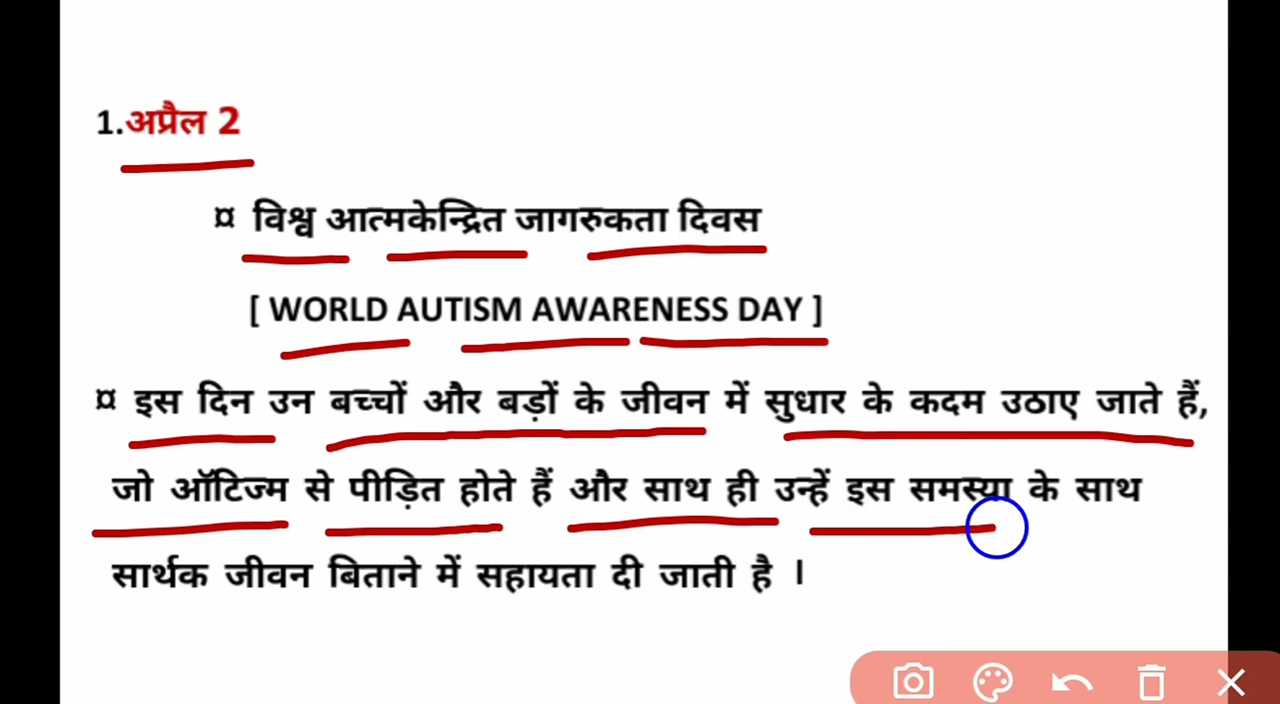 1.अप्रैल 2
¤ विश्व आत्मकेन्द्रित जागरुकता दिवस
[ WORLD AUTISM AWARENESS DAY ]
¤ इस दिन उन बच्चों और बड़ों के जीवन में सुधार के कदम उठाए जाते हैं,
जो ऑटिज्म से पीड़ित होते हैं और साथ ही उन्हें इस समस्या के साथ
सार्थक जीवन बिताने में सहायता दी जाती है ।